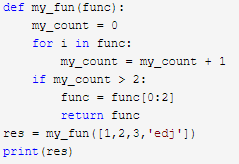 def my_fun(func):
    my_count = 0
    for i in func:
        my_count = my_count + 1
    if my_count > 2:
        func = func[0:2]
        return func
res = my_fun([1,2,3,'edj'])
print(res)